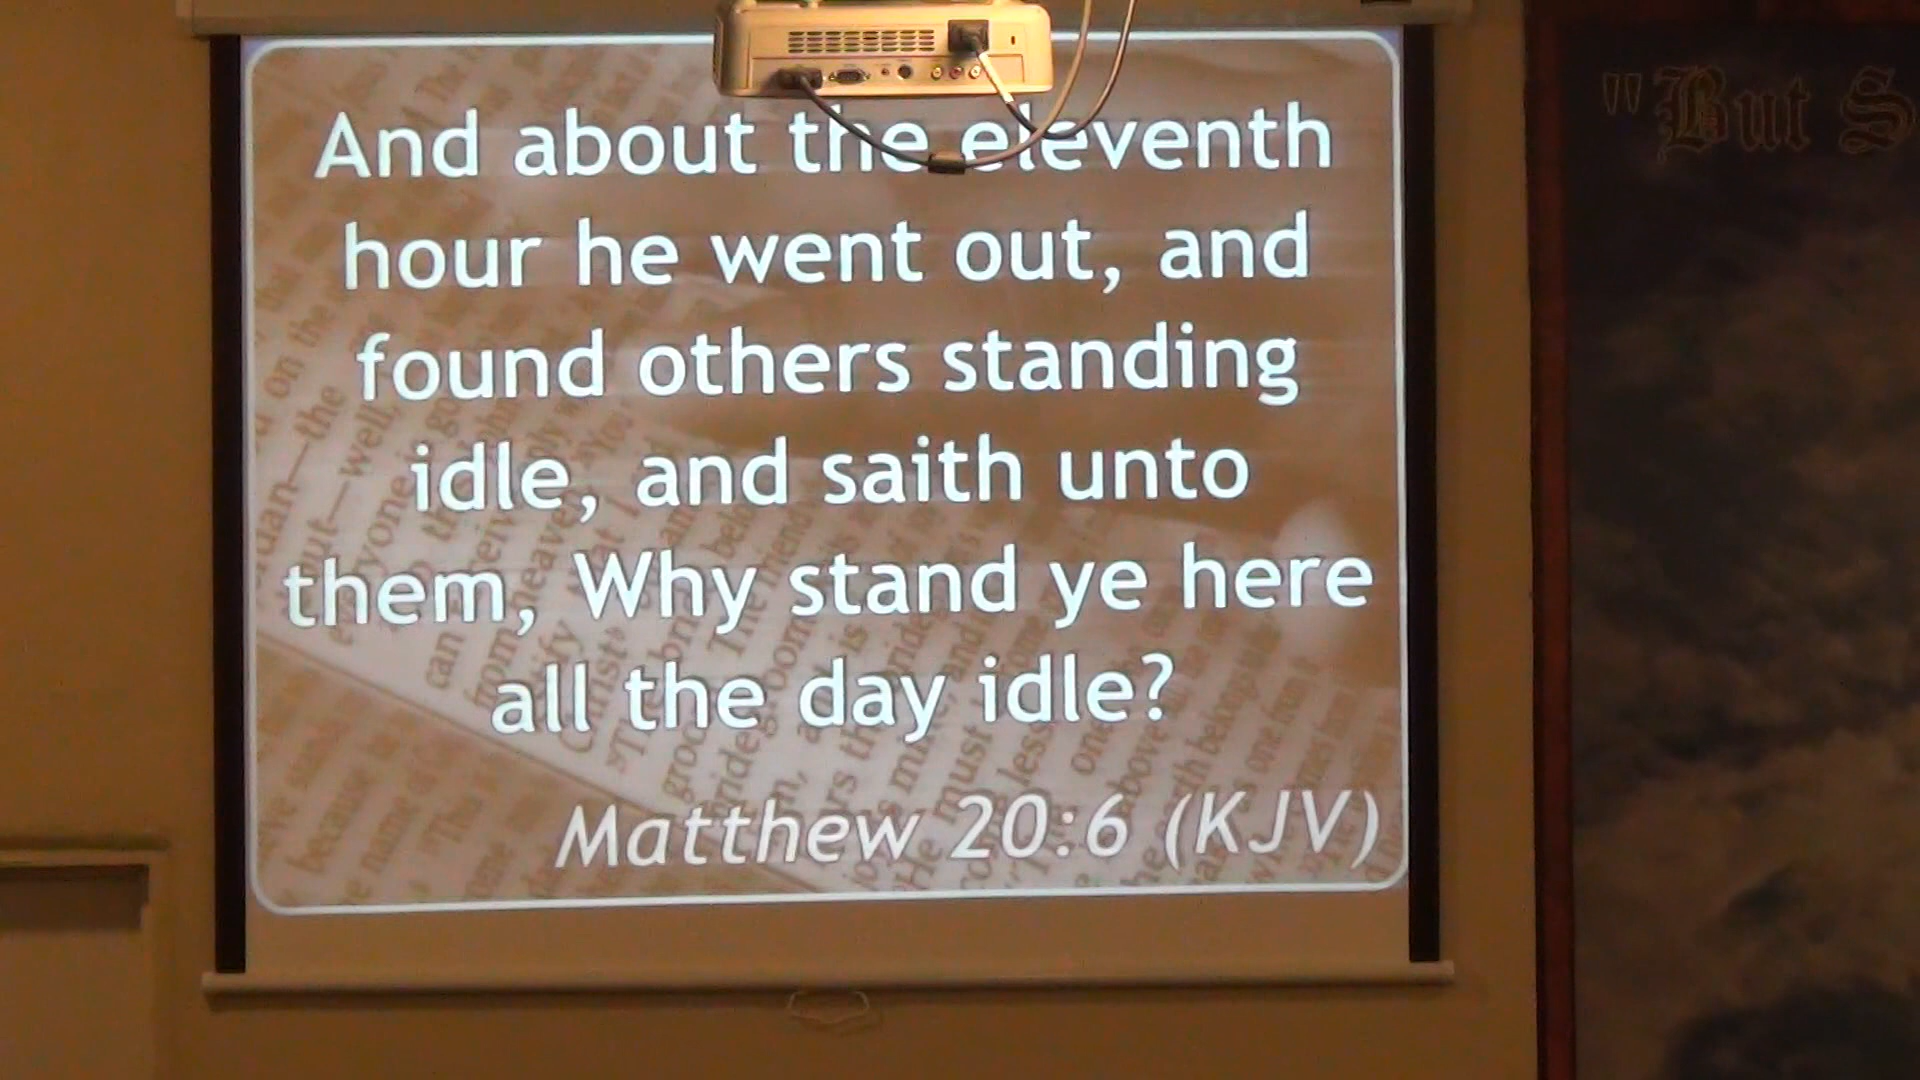 And about the eleventh
hour he went out, and
found others standing
idle, and saith unto
them, Why stand ye here
all the day idle?
Matthew 20:6 (KJV)
"But S